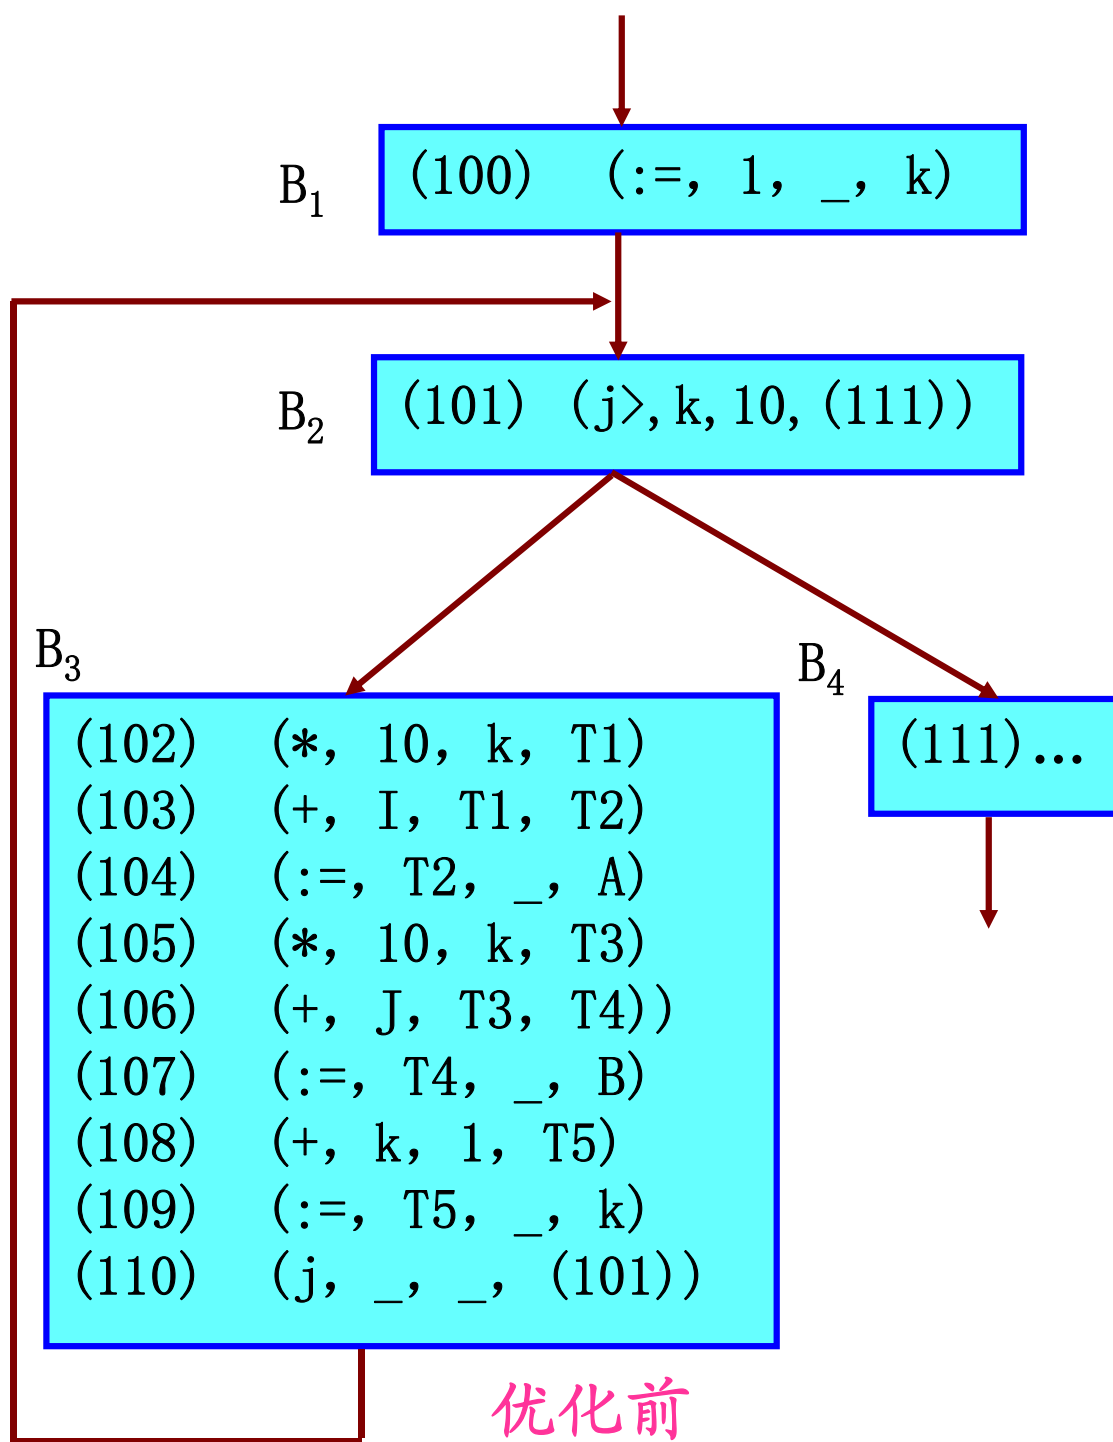 B1
(100) (:=, 1, _, k)
B2
(101) (j>,k,10,(111))
B3
B4
(102) (*, 10, k, T1)
(103) (+, I, T1, T2)
(104) (:=, T2, _, A)
(105) (*, 10, k, T3)
(106) (+, J, T3, T4))
(107) (:=, T4, _, B)
(108) (+, k, 1, T5)
(109) (:=, T5, _, k)
(110) (j, _, _, (101))
(111)…
优化前